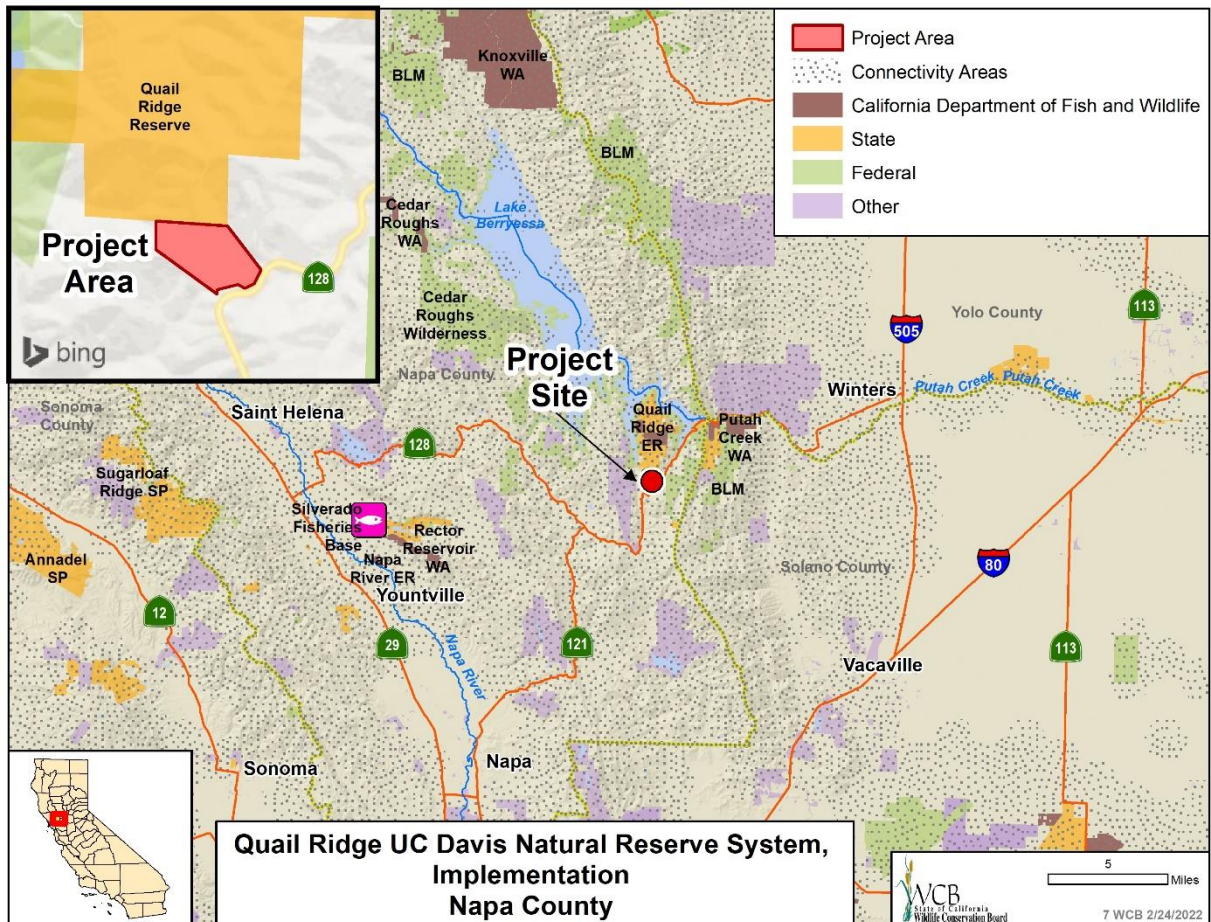 Quail
Ridge
Reserve
Project
Area
128
bing
Project Area
Connectivity Areas
California Department of Fish and Wildlife
State
Federal
Other
Knoxville
WA
BLM
BLM
Lake
Berryessa
Cedar
Roughs
WA
Cedar
Roughs
Wilderness
Napa County
Project
Site
Quail
Ridge
ER
Putah
Creek
WA
BLM
Winters
505
Yolo County
113
Putah Creek
Putah Creek
Sonoma
County
Saint Helena
128
Sugarloaf
Ridge SP
Silverado
Fisheries
Base
Rector
Reservoir
WA
Napa
River ER
Yountville
Annadel
SP
12
29
Napa River
121
Solano County
80
Vacaville
113
Sonoma
Napa
Quail Ridge UC Davis Natural Reserve System,
Implementation
Napa County
WCB
State of California
Wildlife Conservation Board
5
Miles
7 WCB 2/24/2022